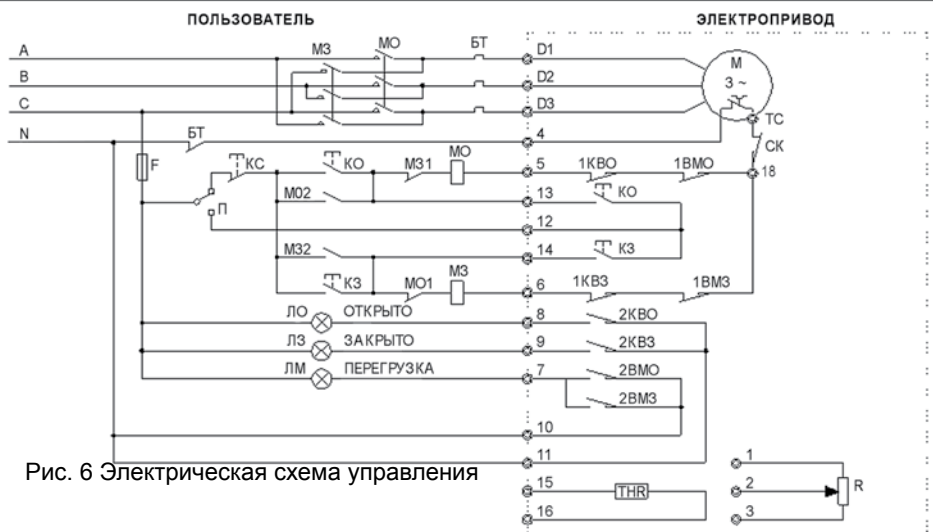 ПОЛЬЗОВАТЕЛЬ
ЭЛЕКТРОПРИВОД
A МЗ МО БТ D1 М
3 ~
B D2
C D3 ТС
N БТ 4 СК
F КС КО МЗ1 МО 5 1КВО 1ВМО 18
П М02 13 КО
12
МЗ2 14 КЗ
КЗ МО1 МЗ 6 1КВЗ 1ВМЗ
ЛО ОТКРЫТО 8 2КВО
ЛЗ ЗАКРЫТО 9 2КВЗ
ЛМ ПЕРЕГРУЗКА 7 2ВМО
2ВМЗ
10
11 1
Рис. 6 Электрическая схема управления
15 THR 2 R
16 3